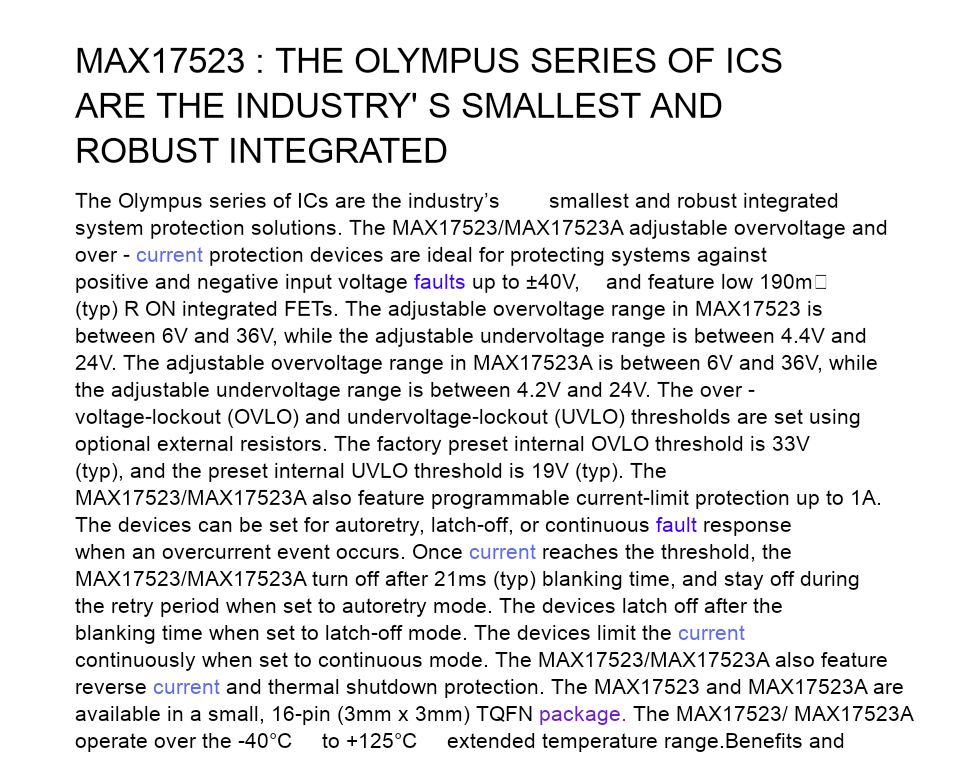 MAX17523 : THE OLYMPUS SERIES OF ICS
ARE THE INDUSTRY' S SMALLEST AND
ROBUST INTEGRATED
The Olympus series of ICs are the industry’s smallest and robust integrated
system protection solutions. The MAX17523/MAX17523A adjustable overvoltage and
over - current protection devices are ideal for protecting systems against
positive and negative input voltage faults up to ±40V, and feature low 190m□
(typ) R ON integrated FETs. The adjustable overvoltage range in MAX17523 is
between 6V and 36V, while the adjustable undervoltage range is between 4.4V and
24V. The adjustable overvoltage range in MAX17523A is between 6V and 36V, while
the adjustable undervoltage range is between 4.2V and 24V. The over -
voltage-lockout (OVLO) and undervoltage-lockout (UVLO) thresholds are set using
optional external resistors. The factory preset internal OVLO threshold is 33V
(typ), and the preset internal UVLO threshold is 19V (typ). The
MAX17523/MAX17523A also feature programmable current-limit protection up to 1A.
The devices can be set for autoretry, latch-off, or continuous fault response
when an overcurrent event occurs. Once current reaches the threshold, the
MAX17523/MAX17523A turn off after 21ms (typ) blanking time, and stay off during
the retry period when set to autoretry mode. The devices latch off after the
blanking time when set to latch-off mode. The devices limit the current
continuously when set to continuous mode. The MAX17523/MAX17523A also feature
reverse current and thermal shutdown protection. The MAX17523 and MAX17523A are
available in a small, 16-pin (3mm x 3mm) TQFN package. The MAX17523/ MAX17523A
operate over the -40°C to +125°C extended temperature range.Benefits and